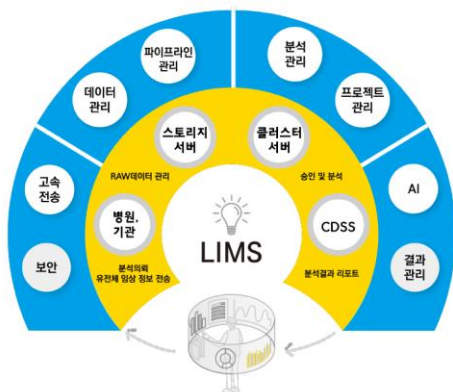 파이프라인
관리
분석
관리
데이터
관리
프로젝트
관리
스토리지
서버
클러스터
서버
고속
전송
RAW데이터 관리
승인 및 분석
AI
병원,
기관
LIMS
CDSS
보안
분석의뢰
유전체 임상 정보 전송
분석결과 리포트
결과
관리